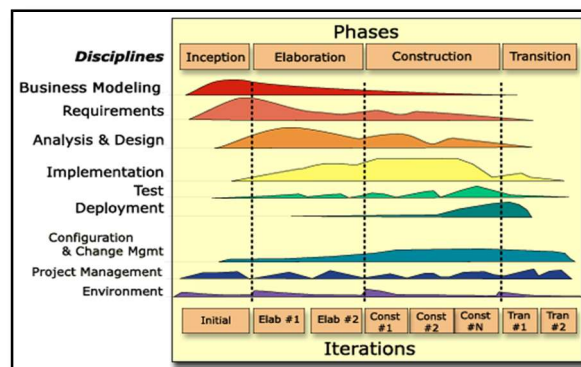 Phases
Disciplines
Inception Elaboration Construction Transition
Business Modeling
Requirements
Analysis & Design
Implementation
Test
Deployment
Configuration
& Change Mgmt
Project Management
Environment
Initial Elab #1 Elab #2 Const #1 Const #2 Const #N Tran #1 Tran #2
Iterations